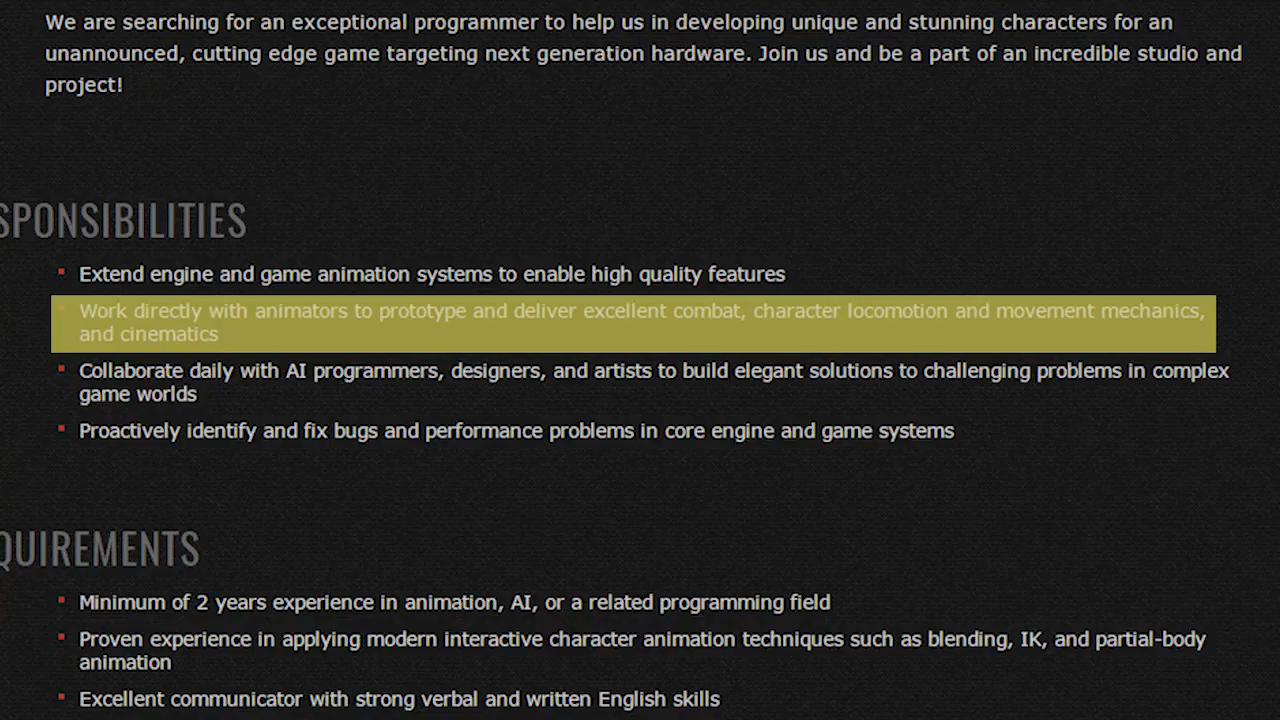 We are searching for an exceptional programmer to help us in developing unique and stunning characters for an
unannounced, cutting edge game targeting next generation hardware. Join us and be a part of an incredible studio and
project!
SPONSIBILITIES
Extend engine and game animation systems to enable high quality features
Work directly with animators to prototype and deliver excellent combat, character locomotion and movement mechanics,
and cinematics
Collaborate daily with AI programmers, designers, and artists to build elegant solutions to challenging problems in complex
game worlds
Proactively identify and fix bugs and performance problems in core engine and game systems
QUIREMENTS
Minimum of 2 years experience in animation, AI, or a related programming field
Proven experience in applying modern interactive character animation techniques such as blending, IK, and partial-body
animation
Excellent communicator with strong verbal and written English skills